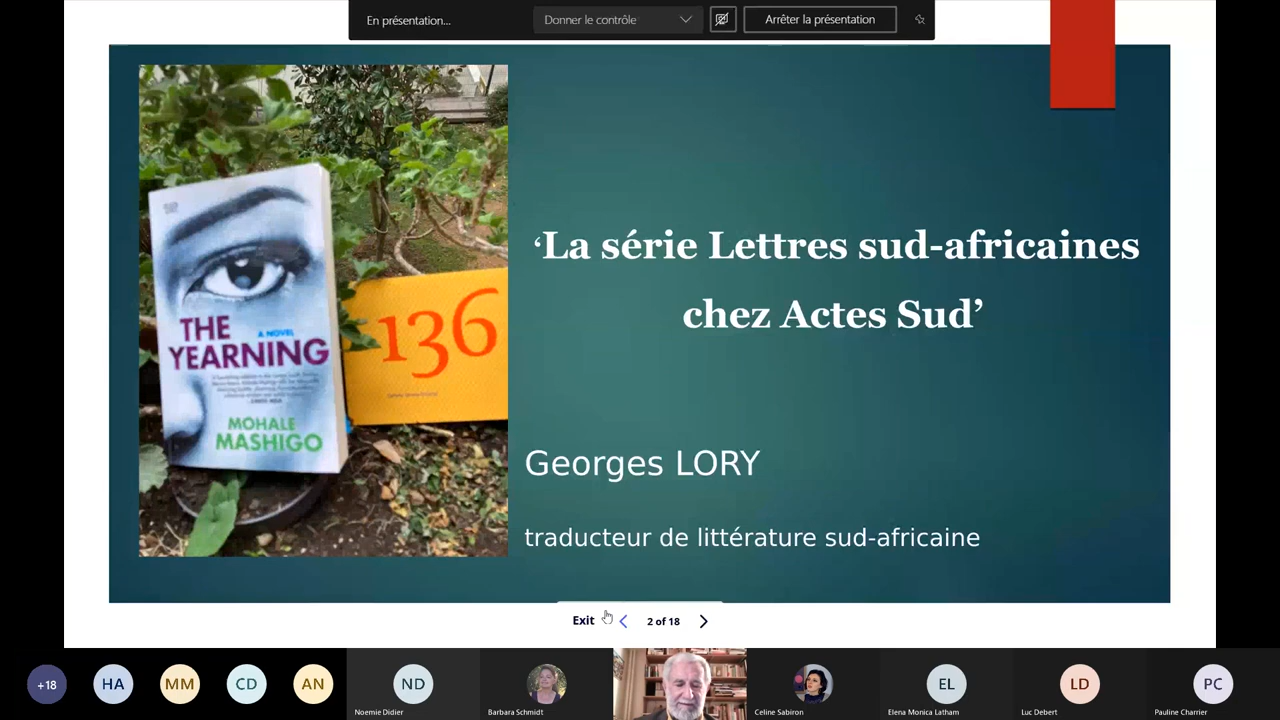 En présentation...
Donner le contrôle
Arrêter la présentation
THE
A NOVEL
YEARNING
MOHALE
MASHIGO
136
‘La série Lettres sud-africaines
chez Actes Sud’
Georges LORY
traducteur de littérature sud-africaine
Exit
2 of 18
+18
HA
MM
CD
AN
ND
EL
LD
PC
Noemie Didier
Barbara Schmidt
Celine Sabiron
Elena Monica Latham
Luc Debert
Pauline Charrier